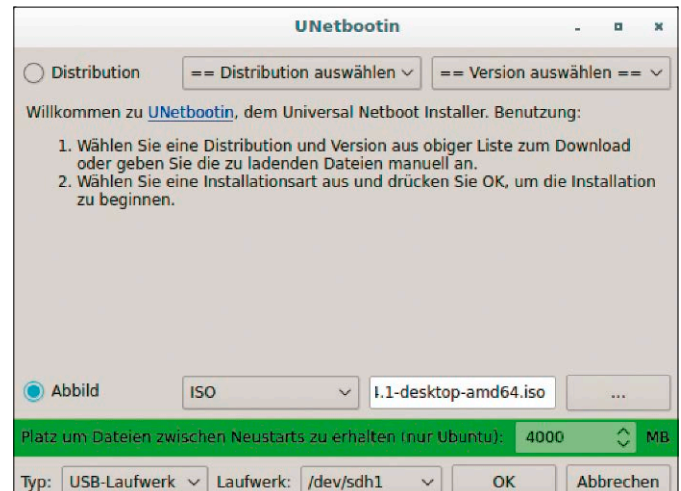 UNetbootin
Distribution == Distribution auswählen == Version auswählen ==
Willkommen zu UNetbootin, dem Universal Netboot Installer. Benutzung:
1. Wählen Sie eine Distribution und Version aus obiger Liste zum Download
oder geben Sie die zu ladenden Dateien manuell an.
2. Wählen Sie eine Installationsart aus und drücken Sie OK, um die Installation
zu beginnen.
Abbild ISO 1.1-desktop-amd64.iso ...
Platz um Dateien zwischen Neustarts zu erhalten (nur Ubuntu): 4000 MB
Typ: USB-Laufwerk Laufwerk: /dev/sdh1 OK Abbrechen